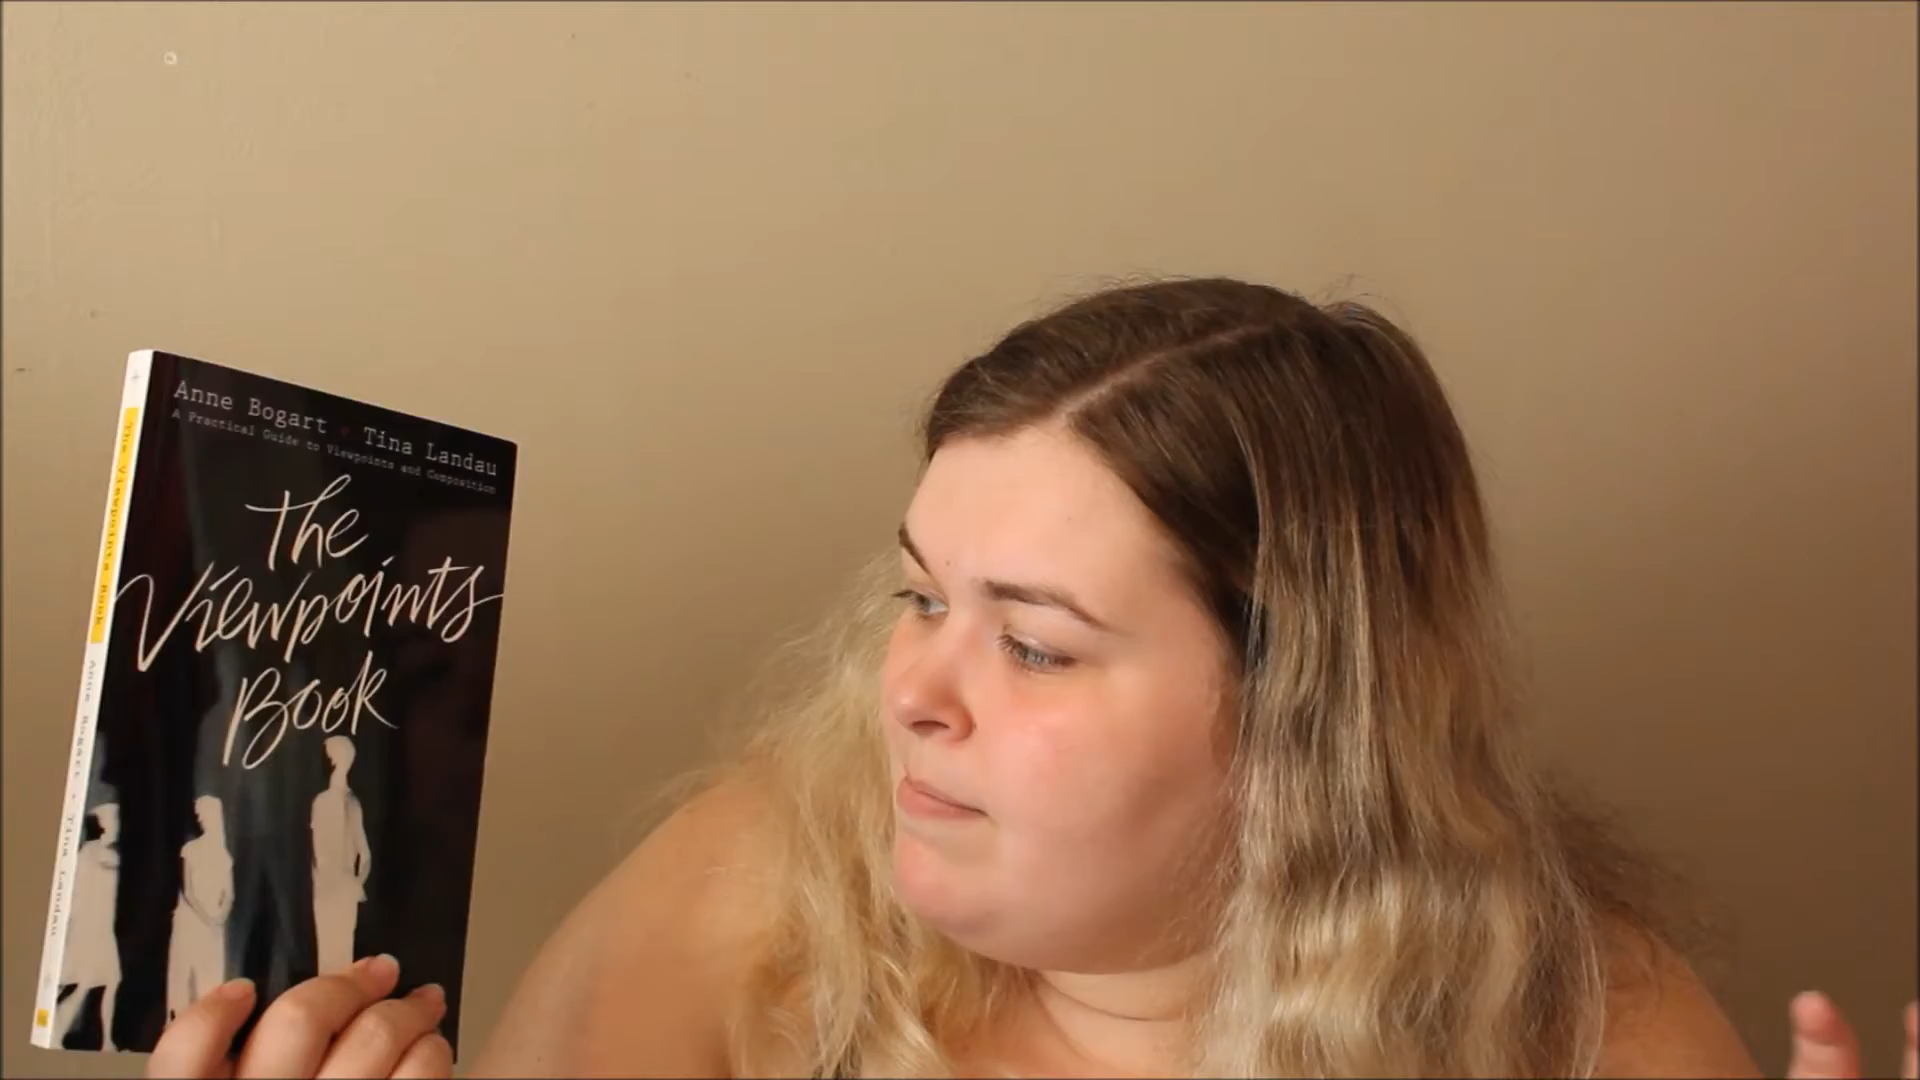 Anne Bogart • Tina Landau
A Practical Guide to Viewpoints and Composition
The
Viewpoints
Book
The Viewpoints Book Anne Bogart • Tina Landau